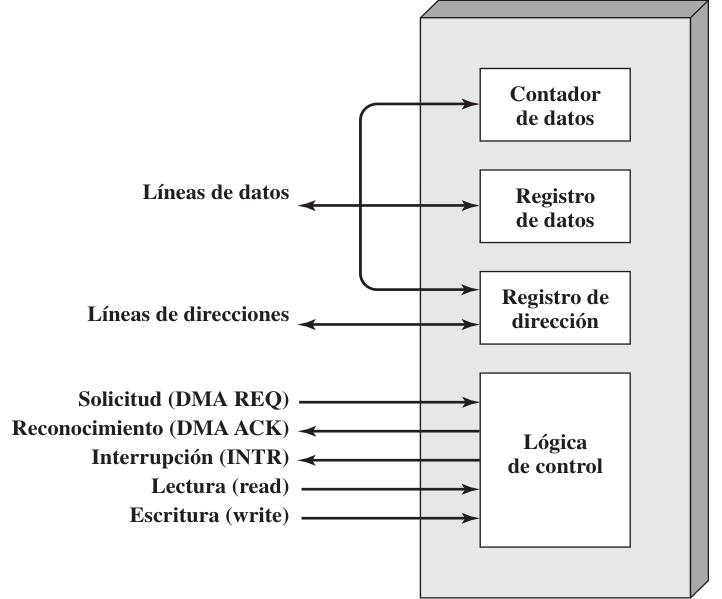 Contador
de datos
Líneas de datos
Registro
de datos
Registro de
dirección
Líneas de direcciones
Solicitud (DMA REQ)
Reconocimiento (DMA ACK)
Interrupción (INTR)
Lectura (read)
Escritura (write)
Lógica
de control